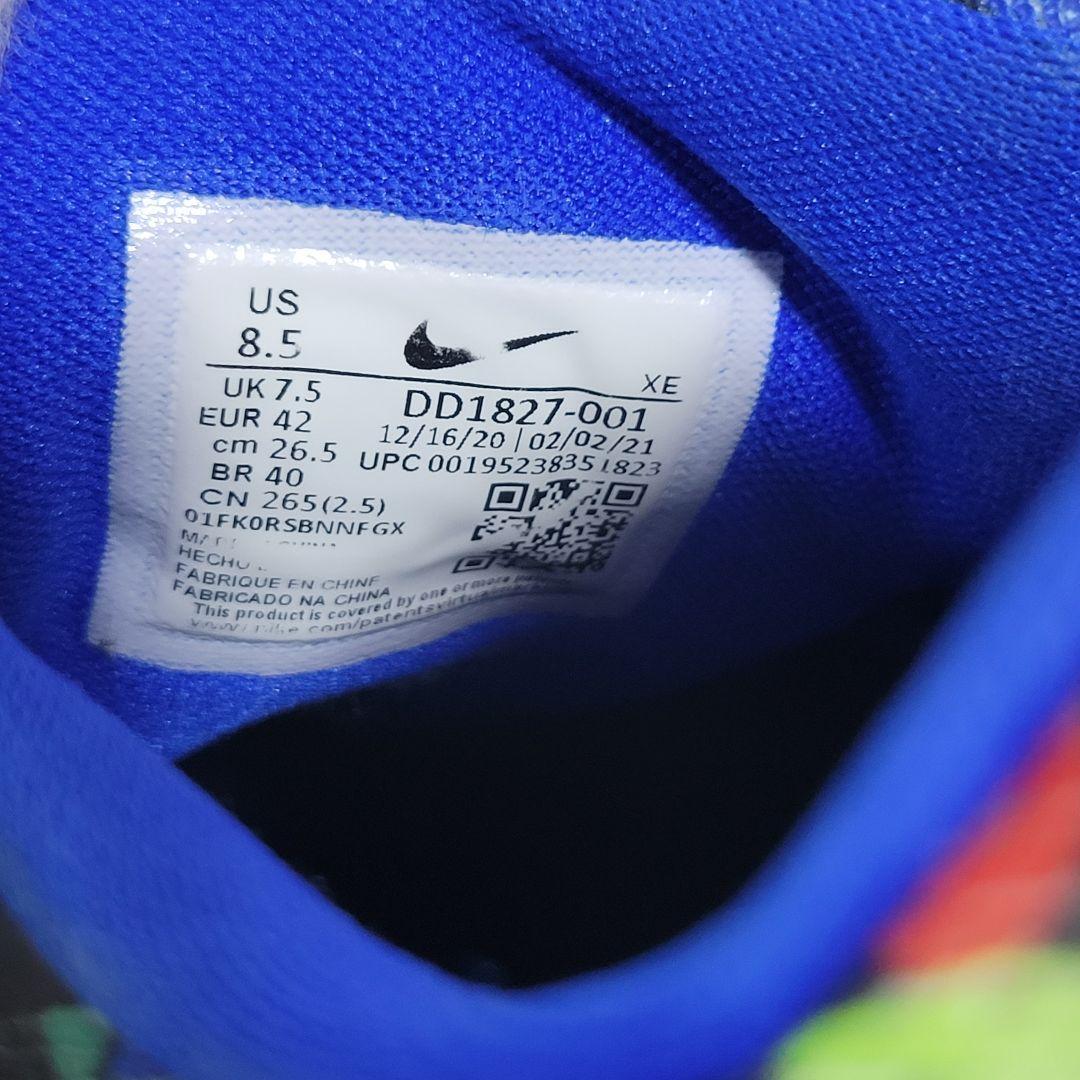 US
8.5
XE
UK 7.5
DD1827-001
EUR 42
12/16/20 | 02/02/21
cm 26.5
UPC 00195238351823
BR 40
CN 265(2.5)
01FK0RSBNNFGX
FABRIQUE EN CHINE
FABRICADO NA CHINA
This product is covered by one or more